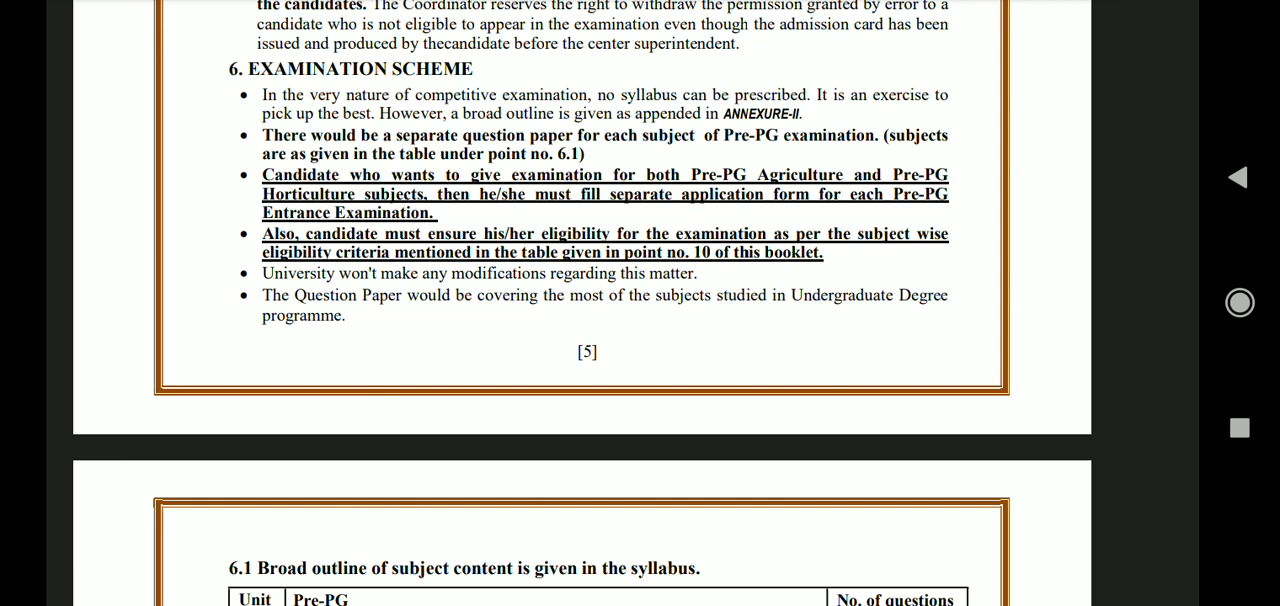 the candidates. The Coordinator reserves the right to withdraw the permission granted by error to a
candidate who is not eligible to appear in the examination even though the admission card has been
issued and produced by thecandidate before the center superintendent.
6. EXAMINATION SCHEME
• In the very nature of competitive examination, no syllabus can be prescribed. It is an exercise to
pick up the best. However, a broad outline is given as appended in ANNEXURE-II.
• There would be a separate question paper for each subject of Pre-PG examination. (subjects
are as given in the table under point no. 6.1)
• Candidate who wants to give examination for both Pre-PG Agriculture and Pre-PG
Horticulture subjects, then he/she must fill separate application form for each Pre-PG
Entrance Examination.
• Also, candidate must ensure his/her eligibility for the examination as per the subject wise
eligibility criteria mentioned in the table given in point no. 10 of this booklet.
• University won't make any modifications regarding this matter.
• The Question Paper would be covering the most of the subjects studied in Undergraduate Degree
programme.
[5]
6.1 Broad outline of subject content is given in the syllabus.
Unit Pre-PG No. of questions